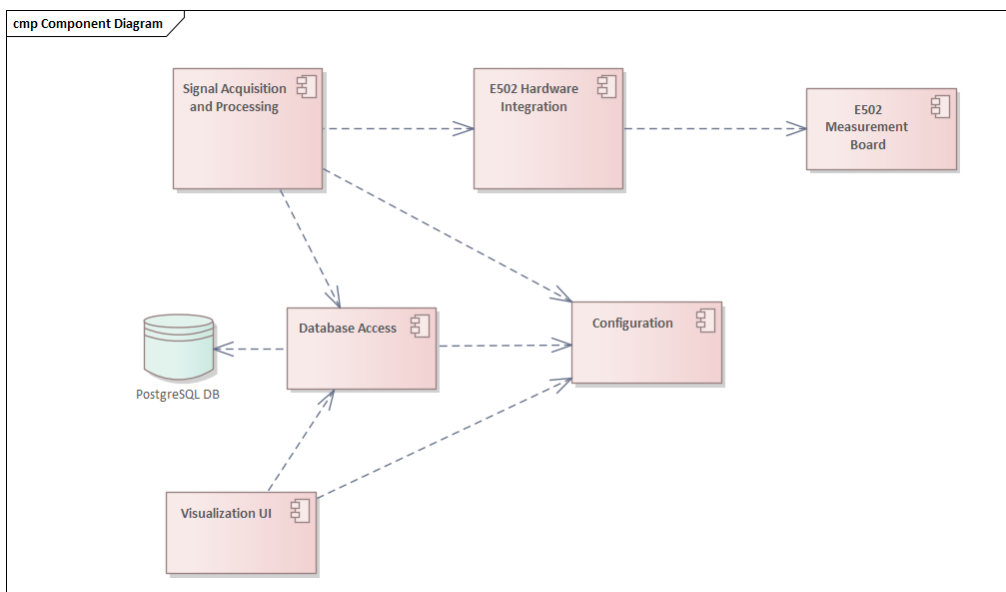 cmp Component Diagram
Signal Acquisition
and Processing
E502 Hardware
Integration
E502
Measurement
Board
Database Access
Configuration
PostgreSQL DB
Visualization UI